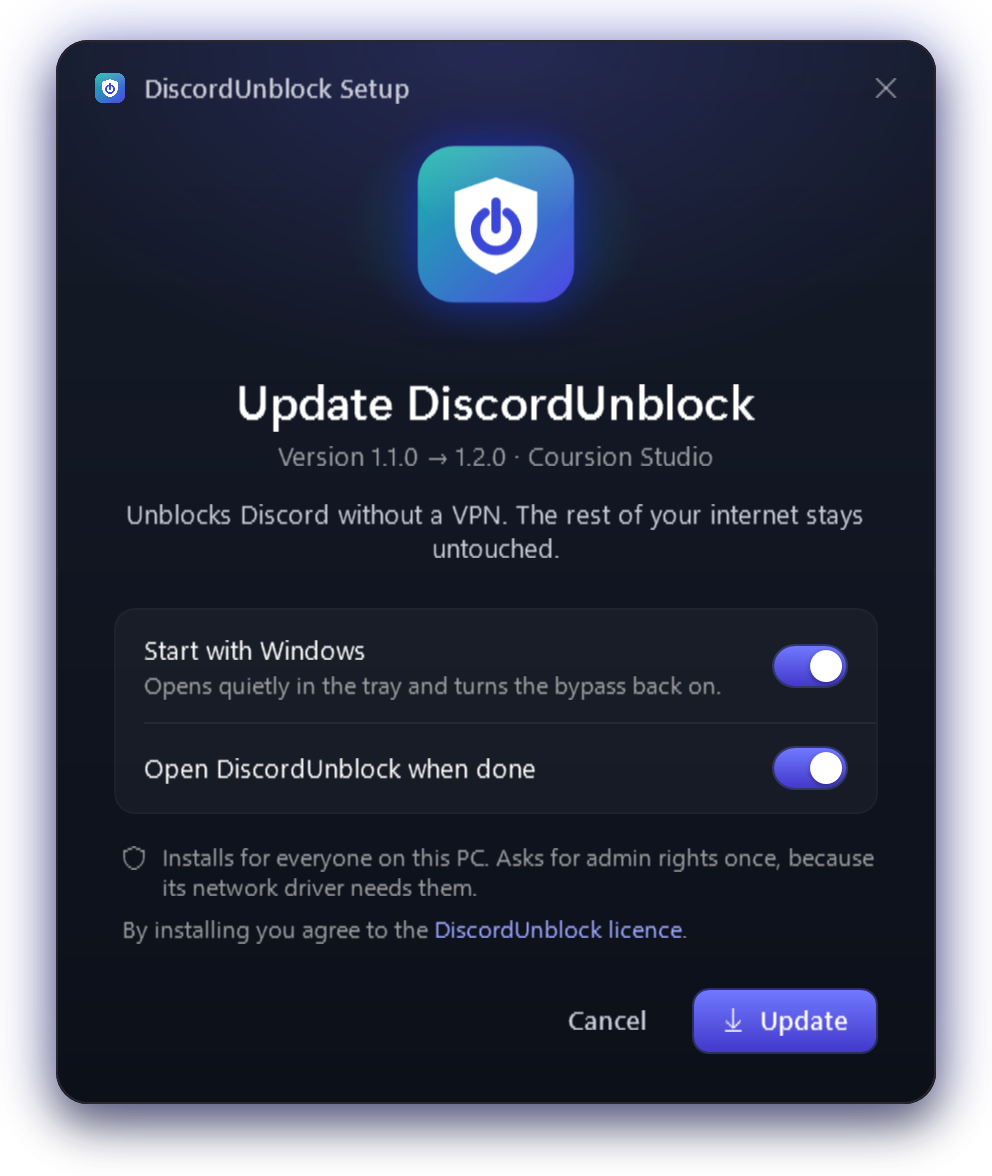 DiscordUnblock Setup
Update DiscordUnblock
Version 1.1.0 → 1.2.0 · Coursion Studio
Unblocks Discord without a VPN. The rest of your internet stays
untouched.
Start with Windows
Opens quietly in the tray and turns the bypass back on.
Open DiscordUnblock when done
Installs for everyone on this PC. Asks for admin rights once, because
its network driver needs them.
By installing you agree to the DiscordUnblock licence.
Cancel
Update